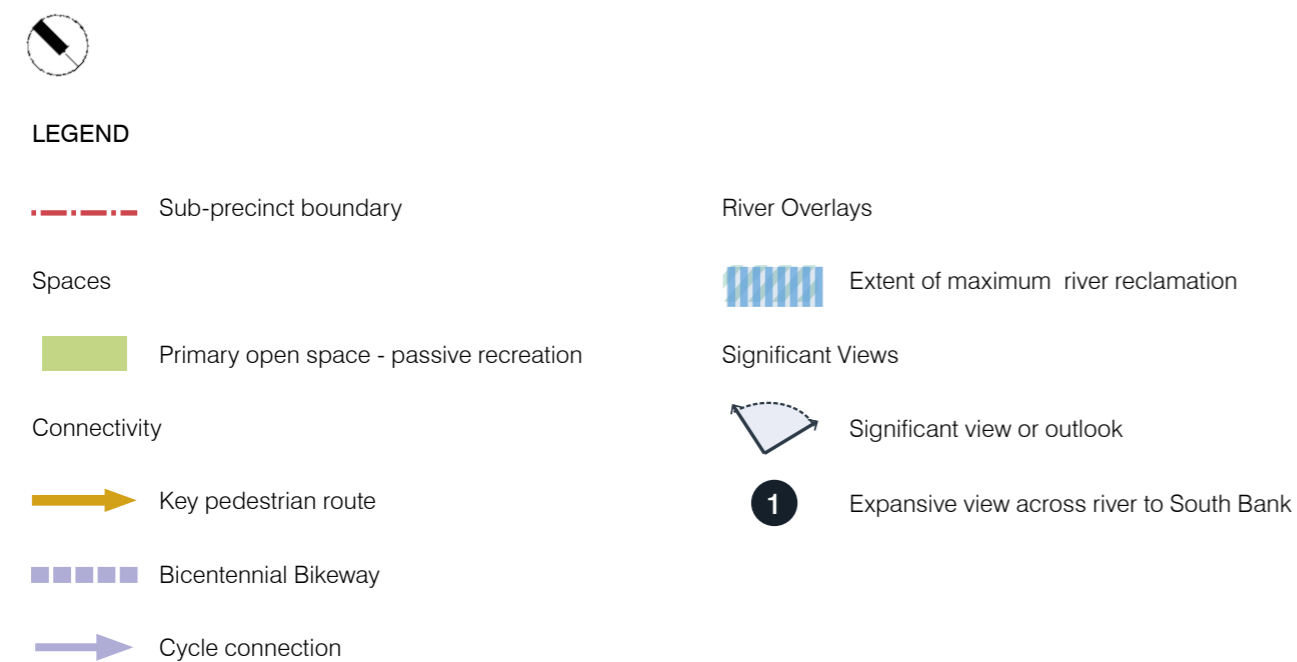 LEGEND
Sub-precinct boundary
Spaces
Primary open space - passive recreation
Connectivity
Key pedestrian route
Bicentennial Bikeway
Cycle connection
River Overlays
Extent of maximum river reclamation
Significant Views
Significant view or outlook
1 Expansive view across river to South Bank